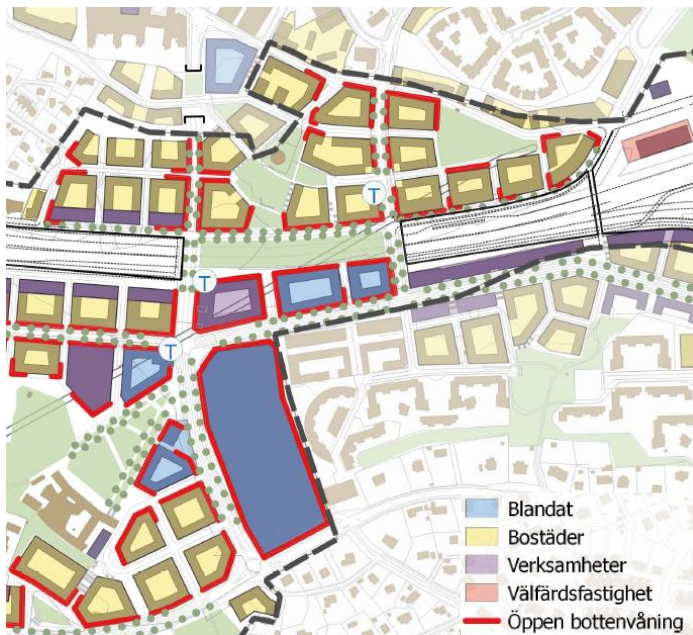 T
T
T
Blandat
Bostäder
Verksamheter
Välfärdsfastighet
Öppen bottenvåning